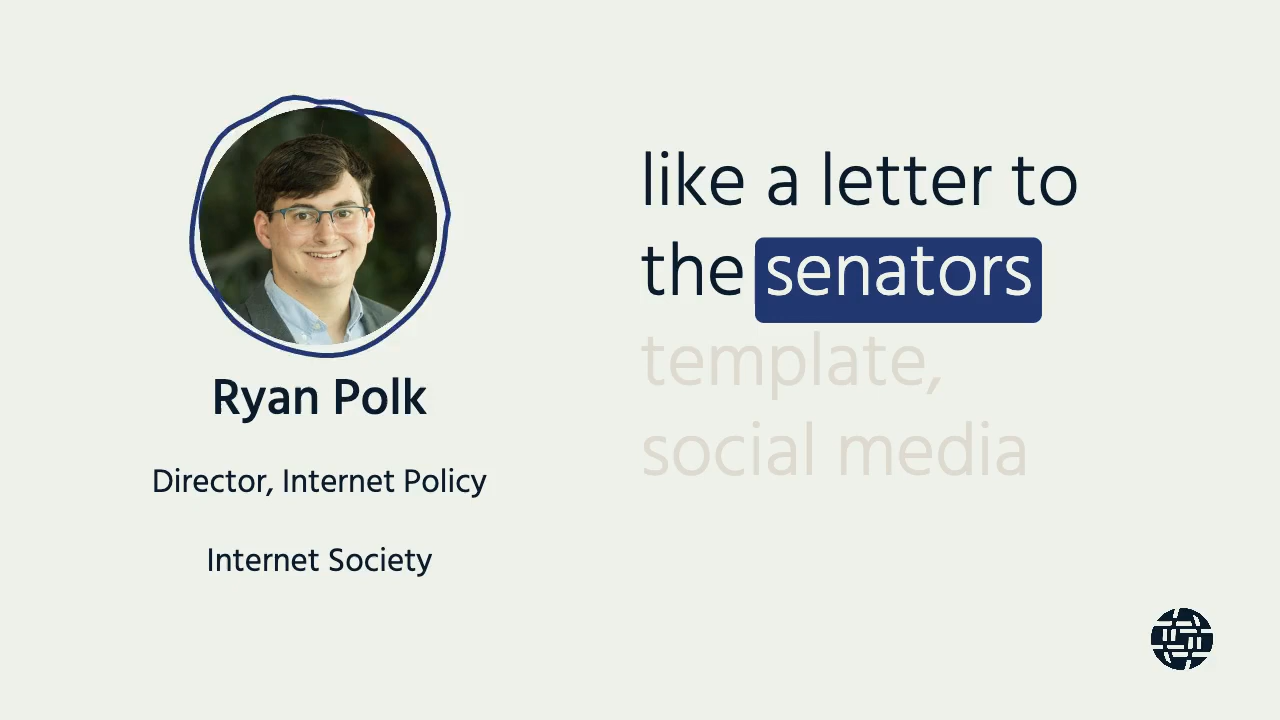 Ryan Polk
Director, Internet Policy
Internet Society
like a letter to
the senators
template,
social media